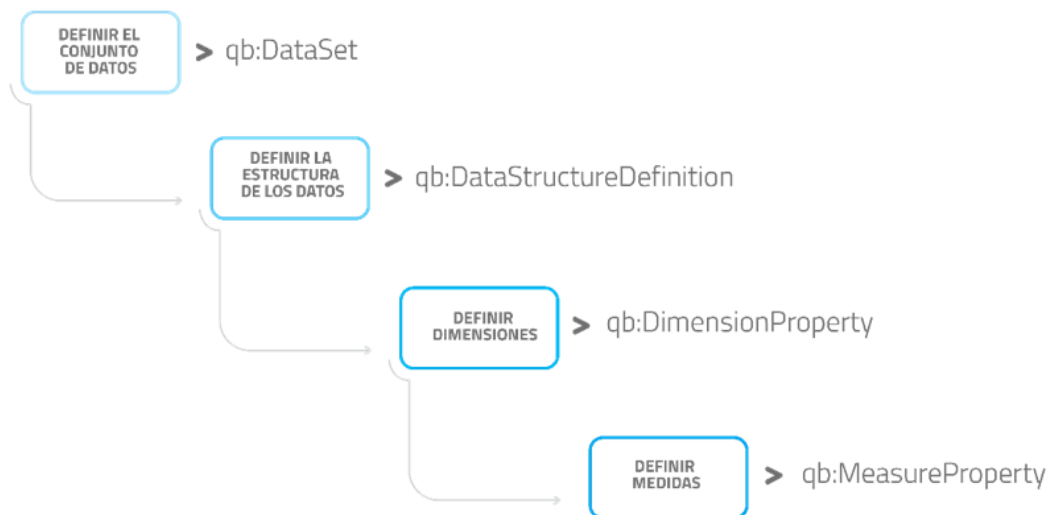 DEFINIR EL
CONJUNTO
DE DATOS
> qb:DataSet
DEFINIR LA
ESTRUCTURA
DE LOS DATOS
> qb:DataStructureDefinition
DEFINIR
DIMENSIONES
> qb:DimensionProperty
DEFINIR
MEDIDAS
> qb:MeasureProperty